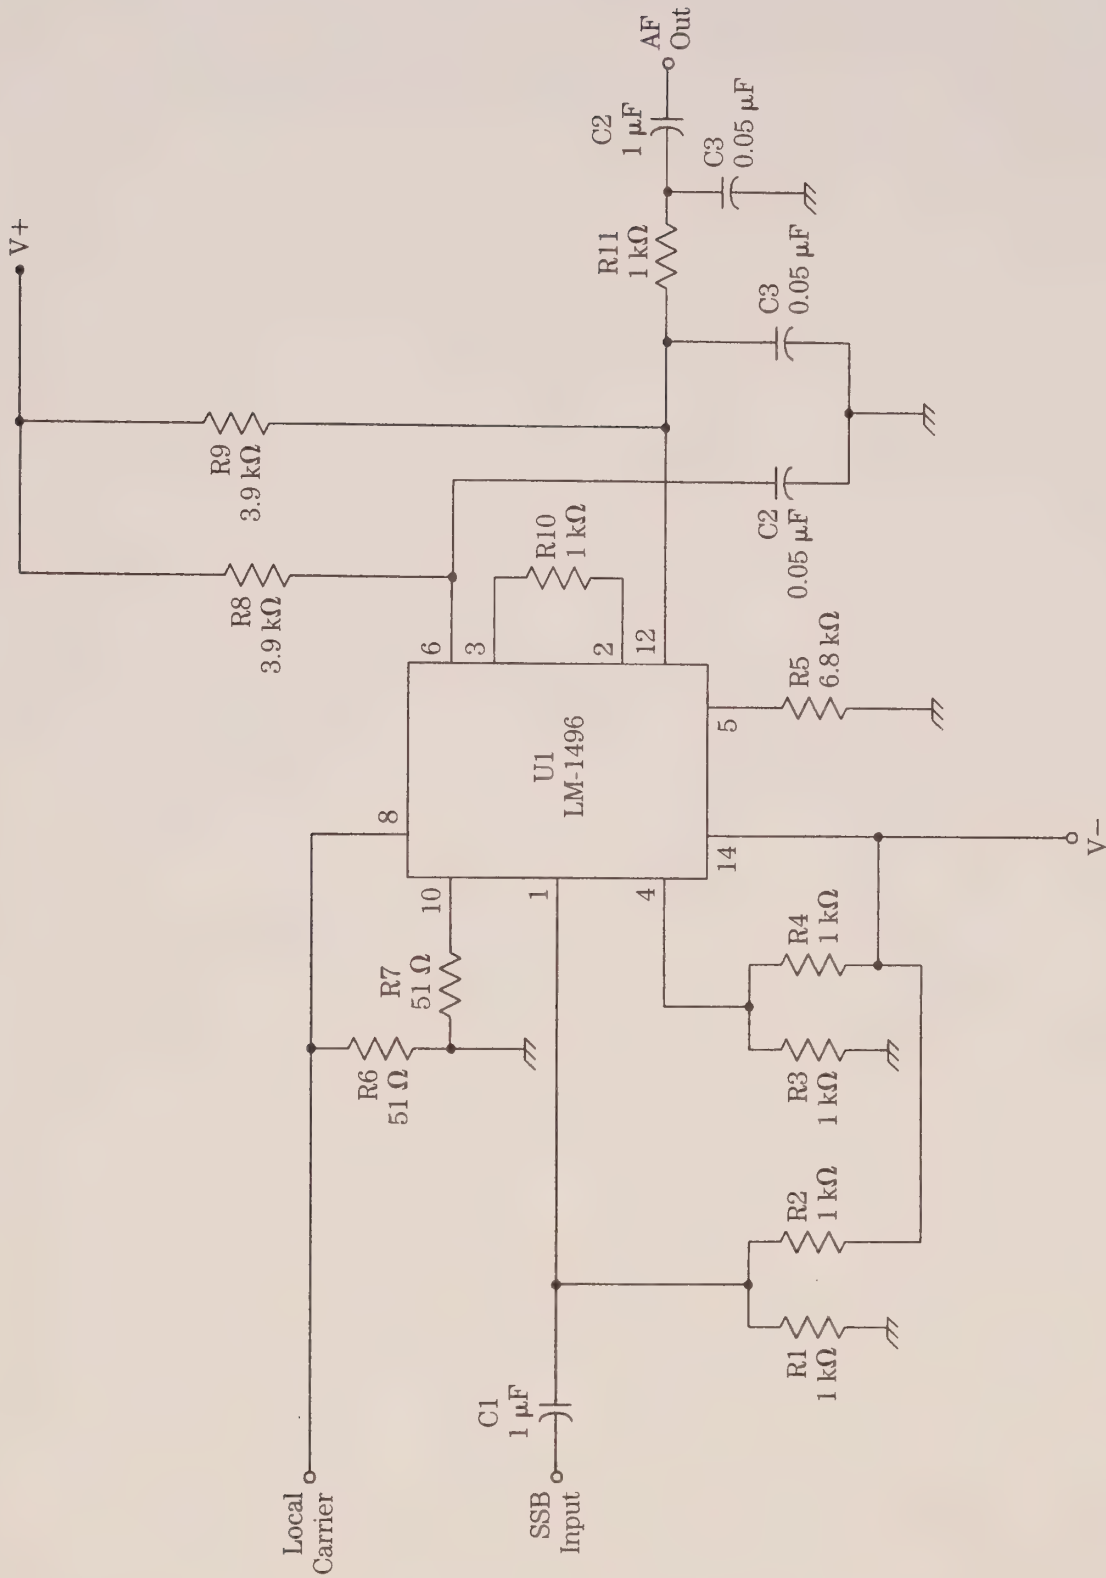 V+
R9
3.9 kΩ
R8
3.9 kΩ
AF
Out
C2
1 µF
R11
1 kΩ
C3
0.05 µF
C3
0.05 µF
C2
0.05 µF
R10
1 kΩ
6
3
2
12
8
U1
LM-1496
10
1
4
14
5
R5
6.8 kΩ
Local
Carrier
R6
51 Ω
R7
51 Ω
SSB
Input
C1
1 µF
R1
1 kΩ
R2
1 kΩ
R3
1 kΩ
R4
1 kΩ
V−